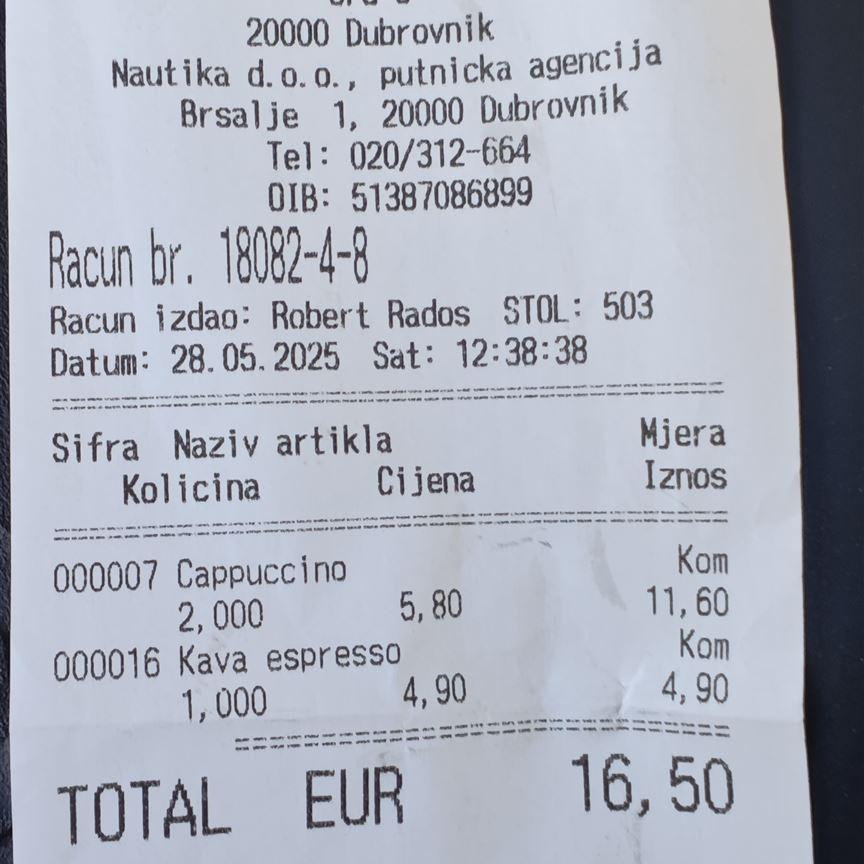 20000 Dubrovnik
Nautika d.o.o., putnicka agencija
Brsalje 1, 20000 Dubrovnik
Tel: 020/312-664
OIB: 51387086899
Racun br. 18082-4-8
Racun izdao: Robert Rados STOL: 503
Datum: 28.05.2025 Sat: 12:38:38
Sifra Naziv artikla Mjera
Kolicina Cijena Iznos
000007 Cappuccino Kom
2,000 5,80 11,60
000016 Kava espresso Kom
1,000 4,90 4,90
TOTAL EUR 16,50